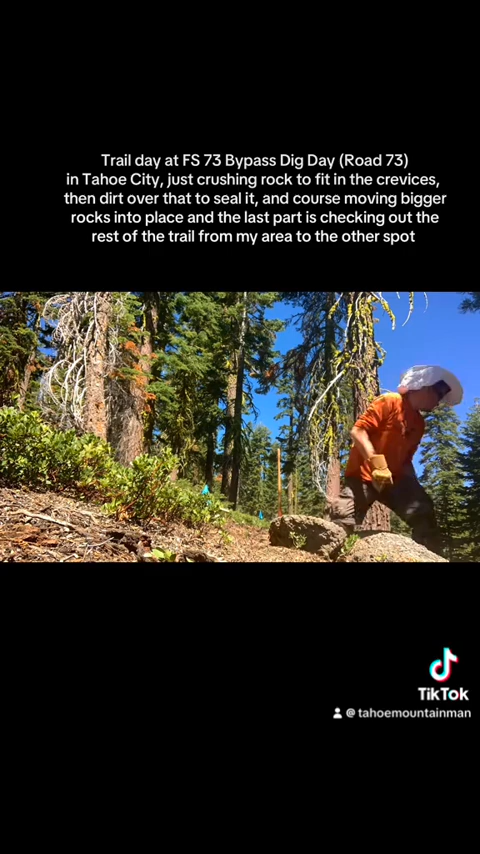 Trail day at FS 73 Bypass Dig Day (Road 73)
in Tahoe City, just crushing rock to fit in the crevices,
then dirt over that to seal it, and course moving bigger
rocks into place and the last part is checking out the
rest of the trail from my area to the other spot
TikTok
@ tahoemountainman